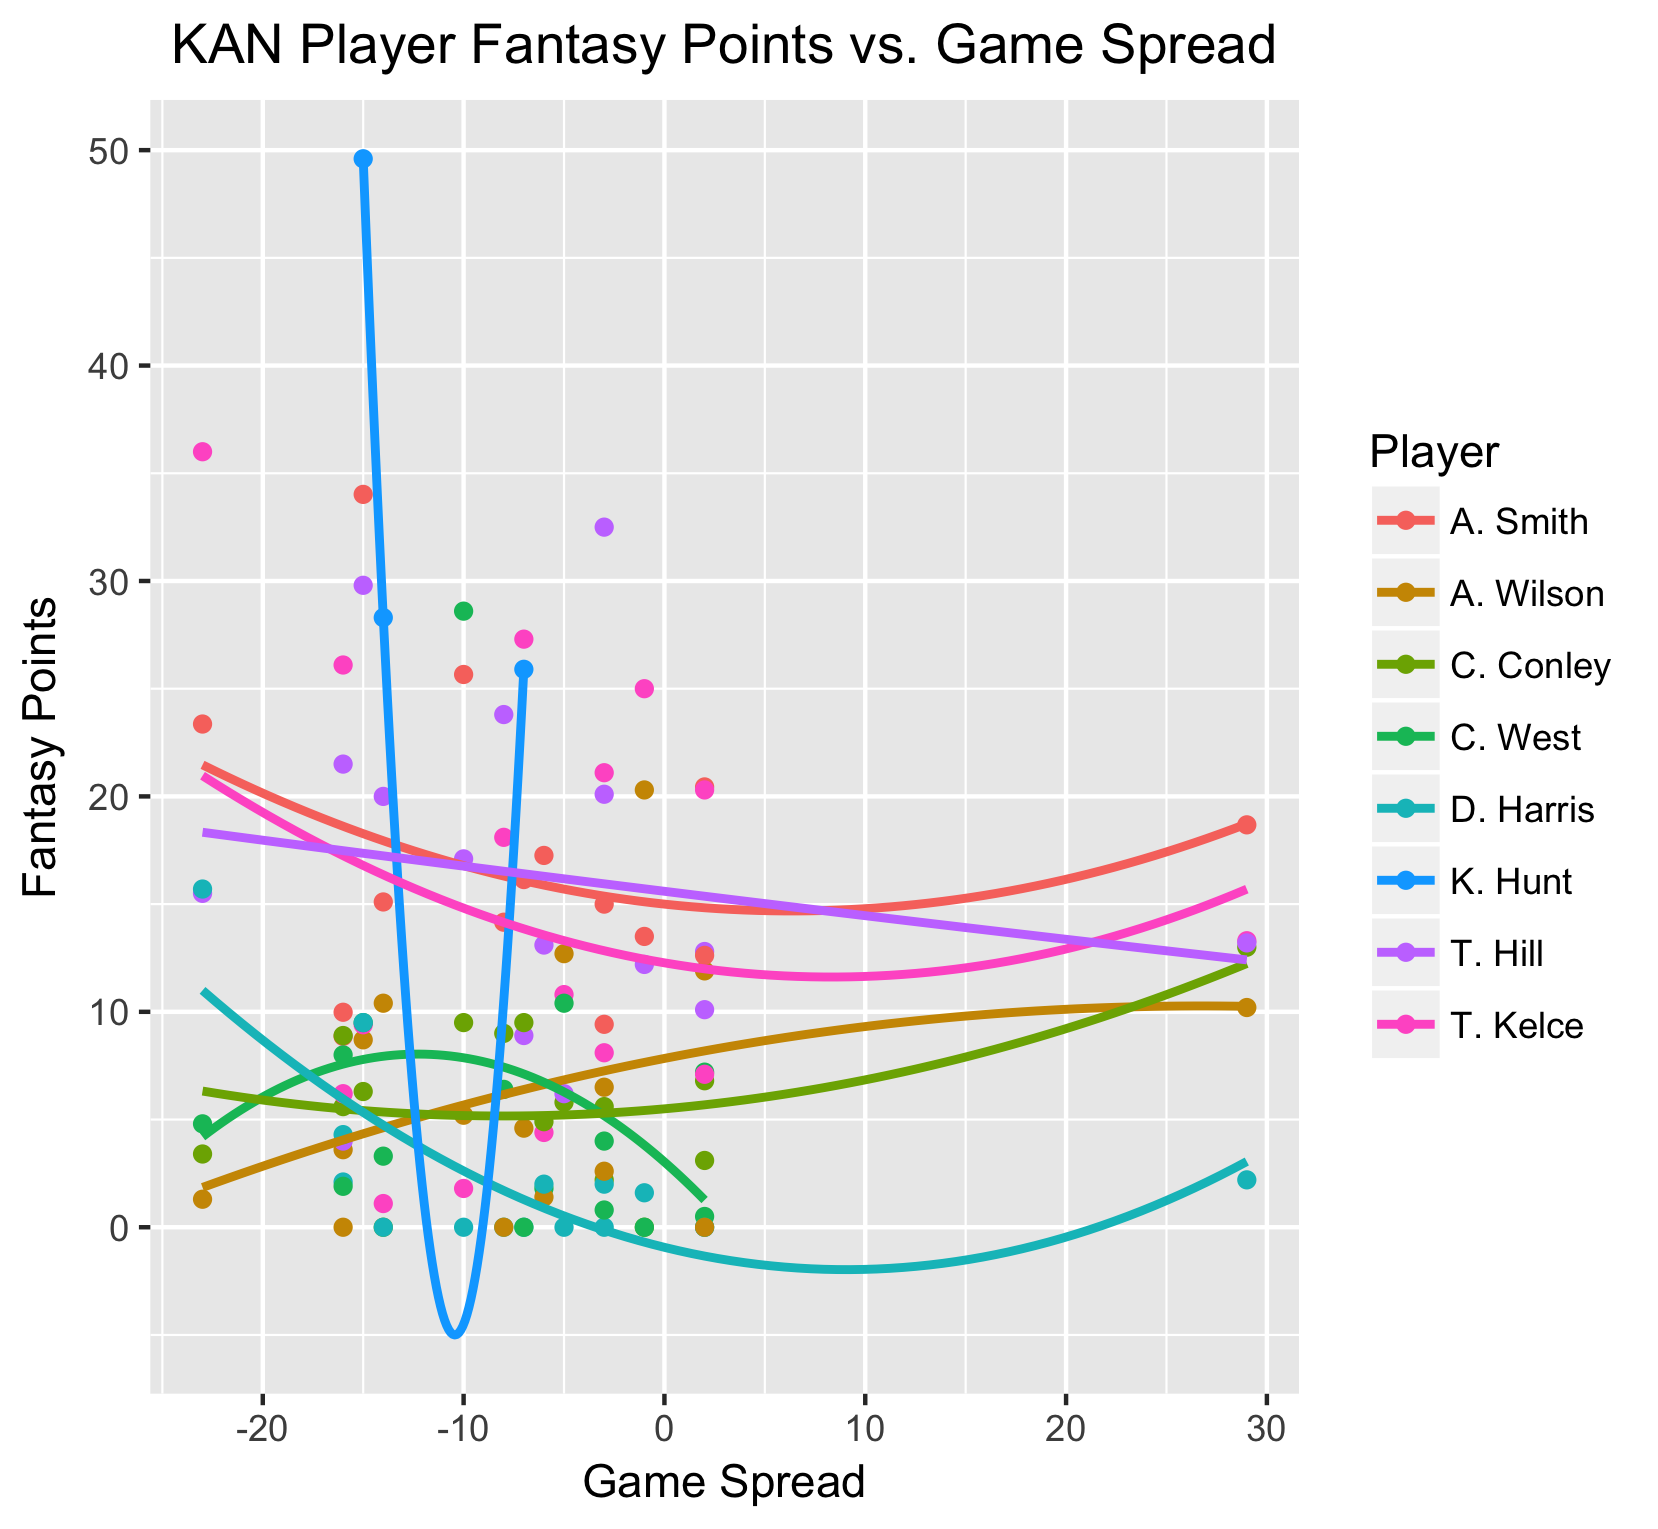 KAN Player Fantasy Points vs. Game Spread
Fantasy Points
50
40
30
20
10
0
-20 -10 0 10 20 30
Game Spread
Player
A. Smith
A. Wilson
C. Conley
C. West
D. Harris
K. Hunt
T. Hill
T. Kelce